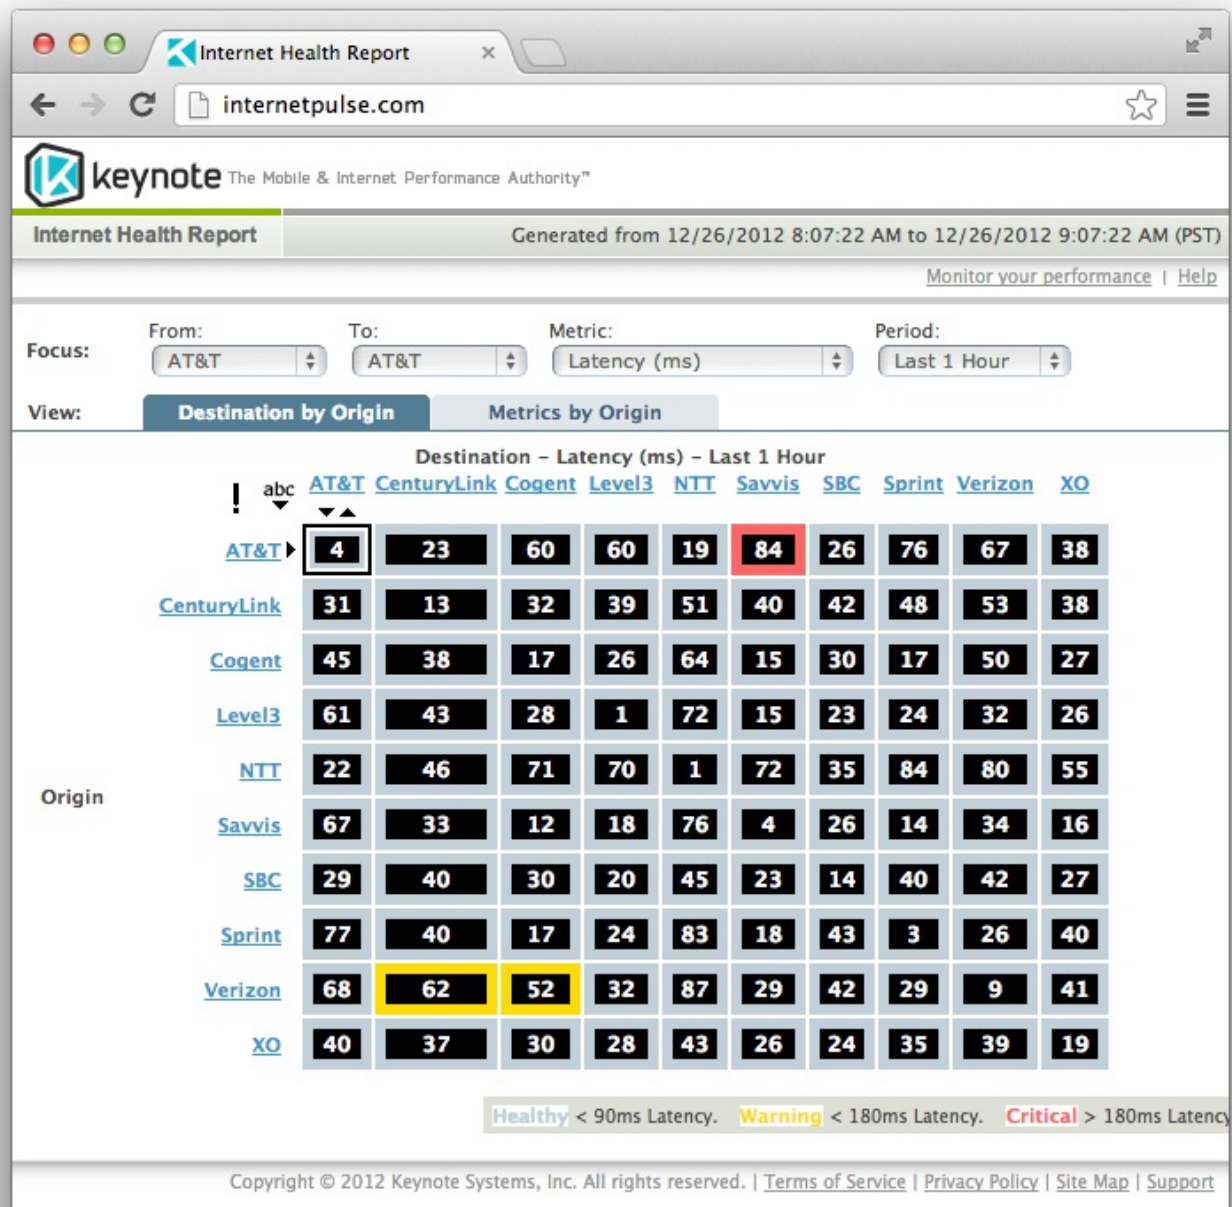 Internet Health Report
internetpulse.com
keynote The Mobile & Internet Performance Authority™
Internet Health Report Generated from 12/26/2012 8:07:22 AM to 12/26/2012 9:07:22 AM (PST)
Monitor your performance | Help
From: To: Metric: Period:
Focus: AT&T AT&T Latency (ms) Last 1 Hour
View: Destination by Origin Metrics by Origin
Destination – Latency (ms) – Last 1 Hour
! abc AT&T CenturyLink Cogent Level3 NTT Savvis SBC Sprint Verizon XO
AT&T 4 23 60 60 19 84 26 76 67 38
CenturyLink 31 13 32 39 51 40 42 48 53 38
Cogent 45 38 17 26 64 15 30 17 50 27
Level3 61 43 28 1 72 15 23 24 32 26
NTT 22 46 71 70 1 72 35 84 80 55
Origin
Savvis 67 33 12 18 76 4 26 14 34 16
SBC 29 40 30 20 45 23 14 40 42 27
Sprint 77 40 17 24 83 18 43 3 26 40
Verizon 68 62 52 32 87 29 42 29 9 41
XO 40 37 30 28 43 26 24 35 39 19
Healthy < 90ms Latency. Warning < 180ms Latency. Critical > 180ms Latency
Copyright © 2012 Keynote Systems, Inc. All rights reserved. | Terms of Service | Privacy Policy | Site Map | Support